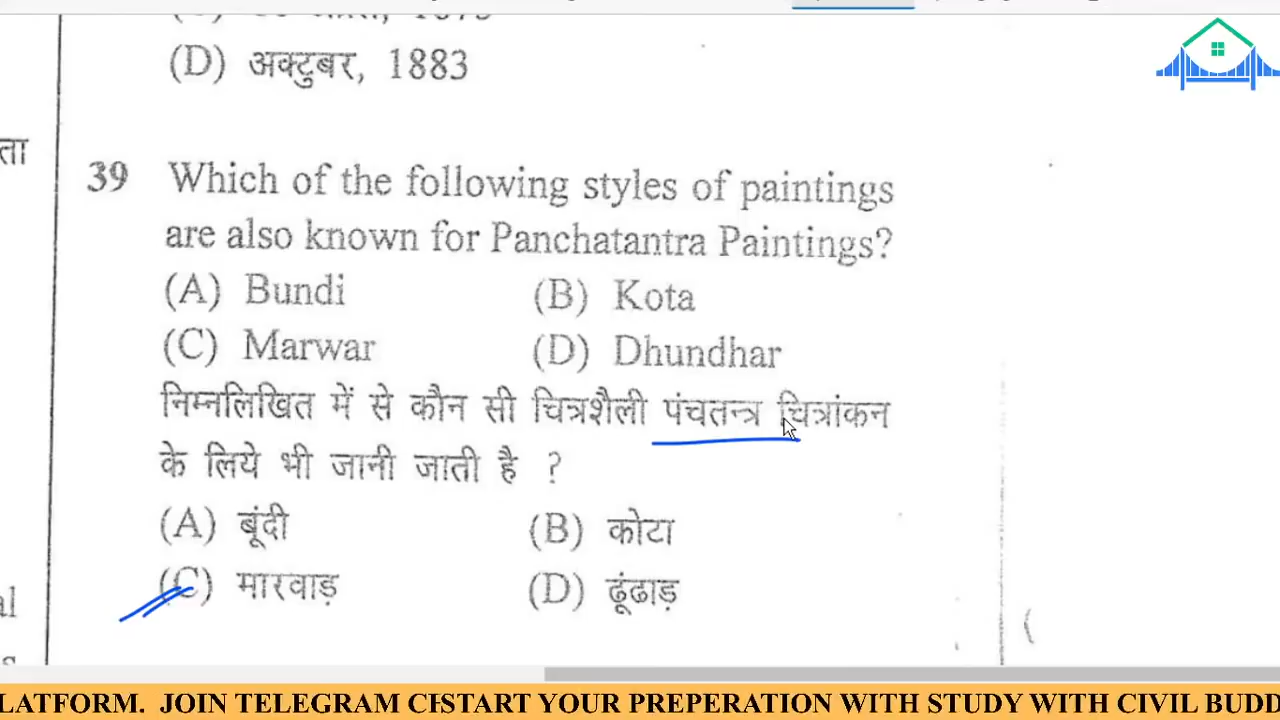 (D) अक्टुबर, 1883
ता
39 Which of the following styles of paintings
are also known for Panchatantra Paintings?
(A) Bundi (B) Kota
(C) Marwar (D) Dhundhar
निम्नलिखित में से कौन सी चित्रशैली पंचतन्त्र चित्रांकन
के लिये भी जानी जाती है ?
(A) बूंदी (B) कोटा
(C) मारवाड़ (D) ढूंढाड़
al
LATFORM. JOIN TELEGRAM CISTART YOUR PREPERATION WITH STUDY WITH CIVIL BUDD